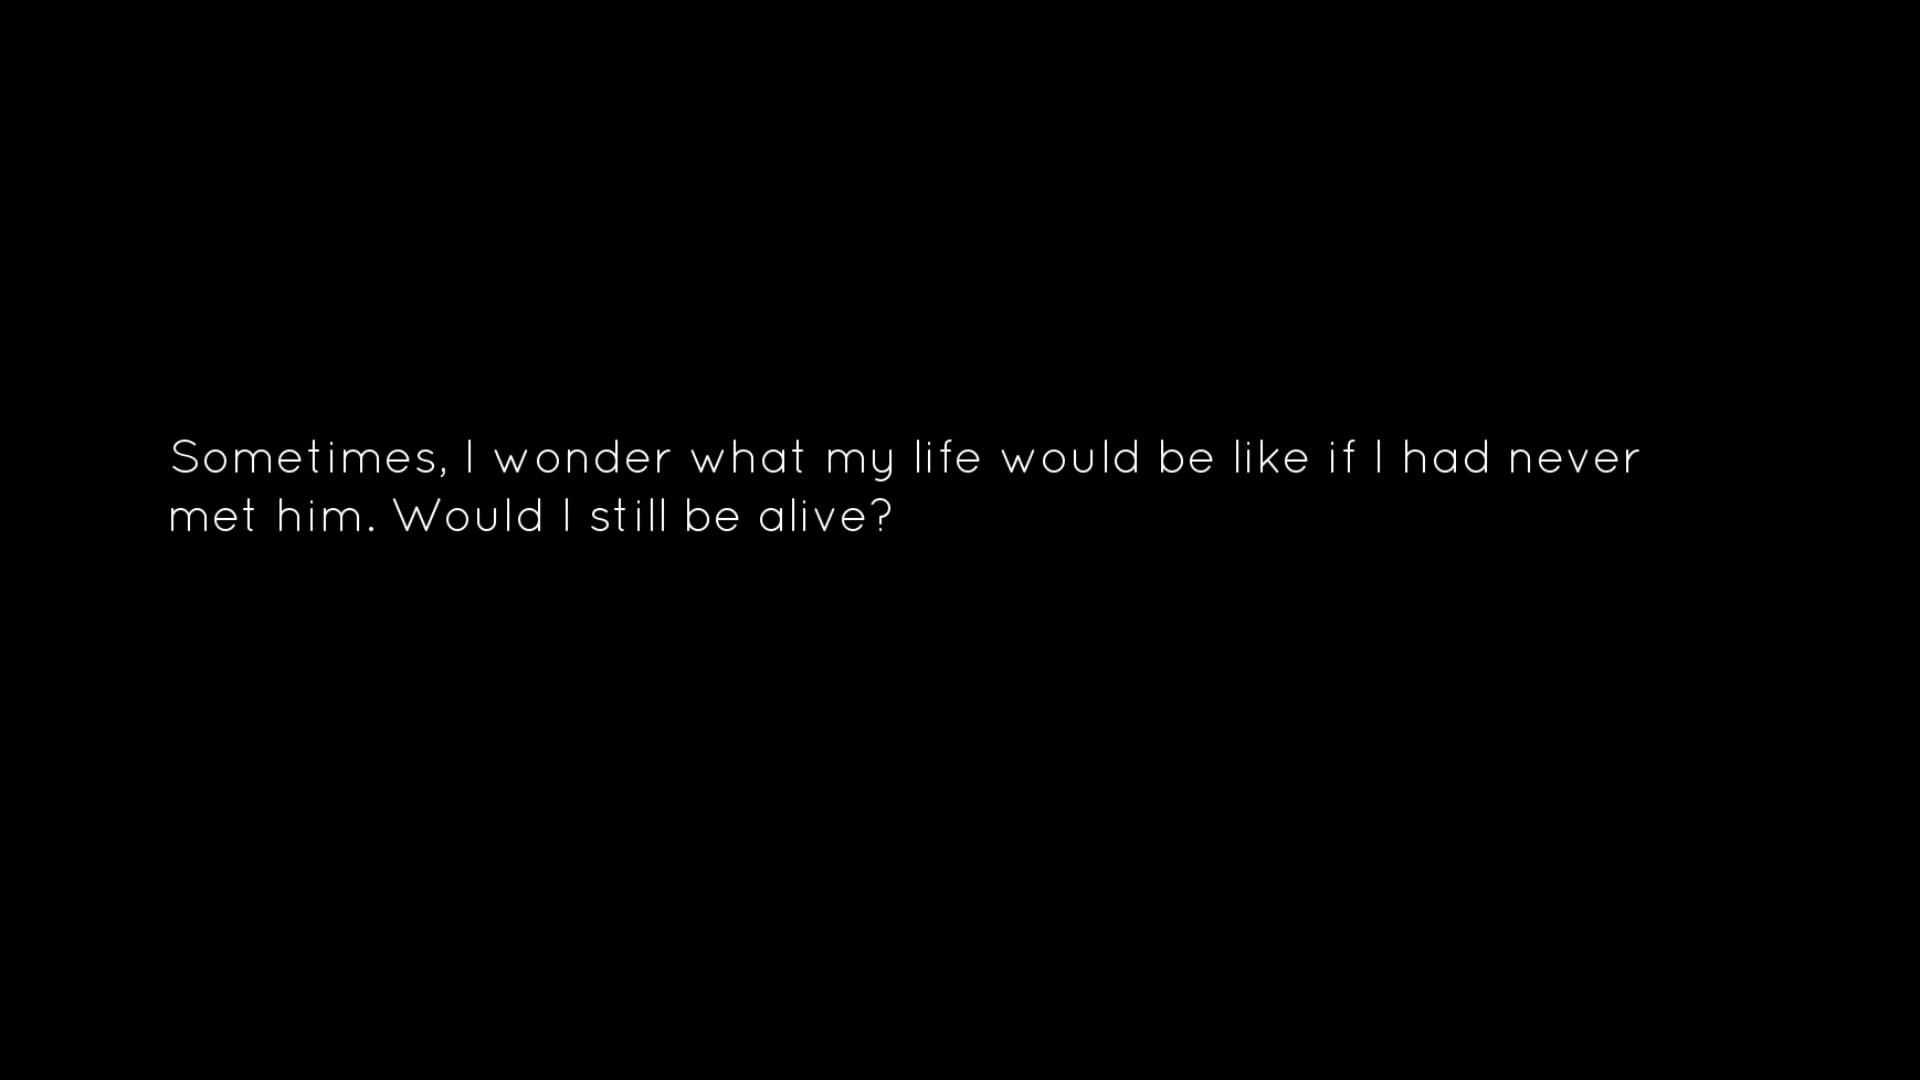 Sometimes, I wonder what my life would be like if I had never
met him. Would I still be alive?